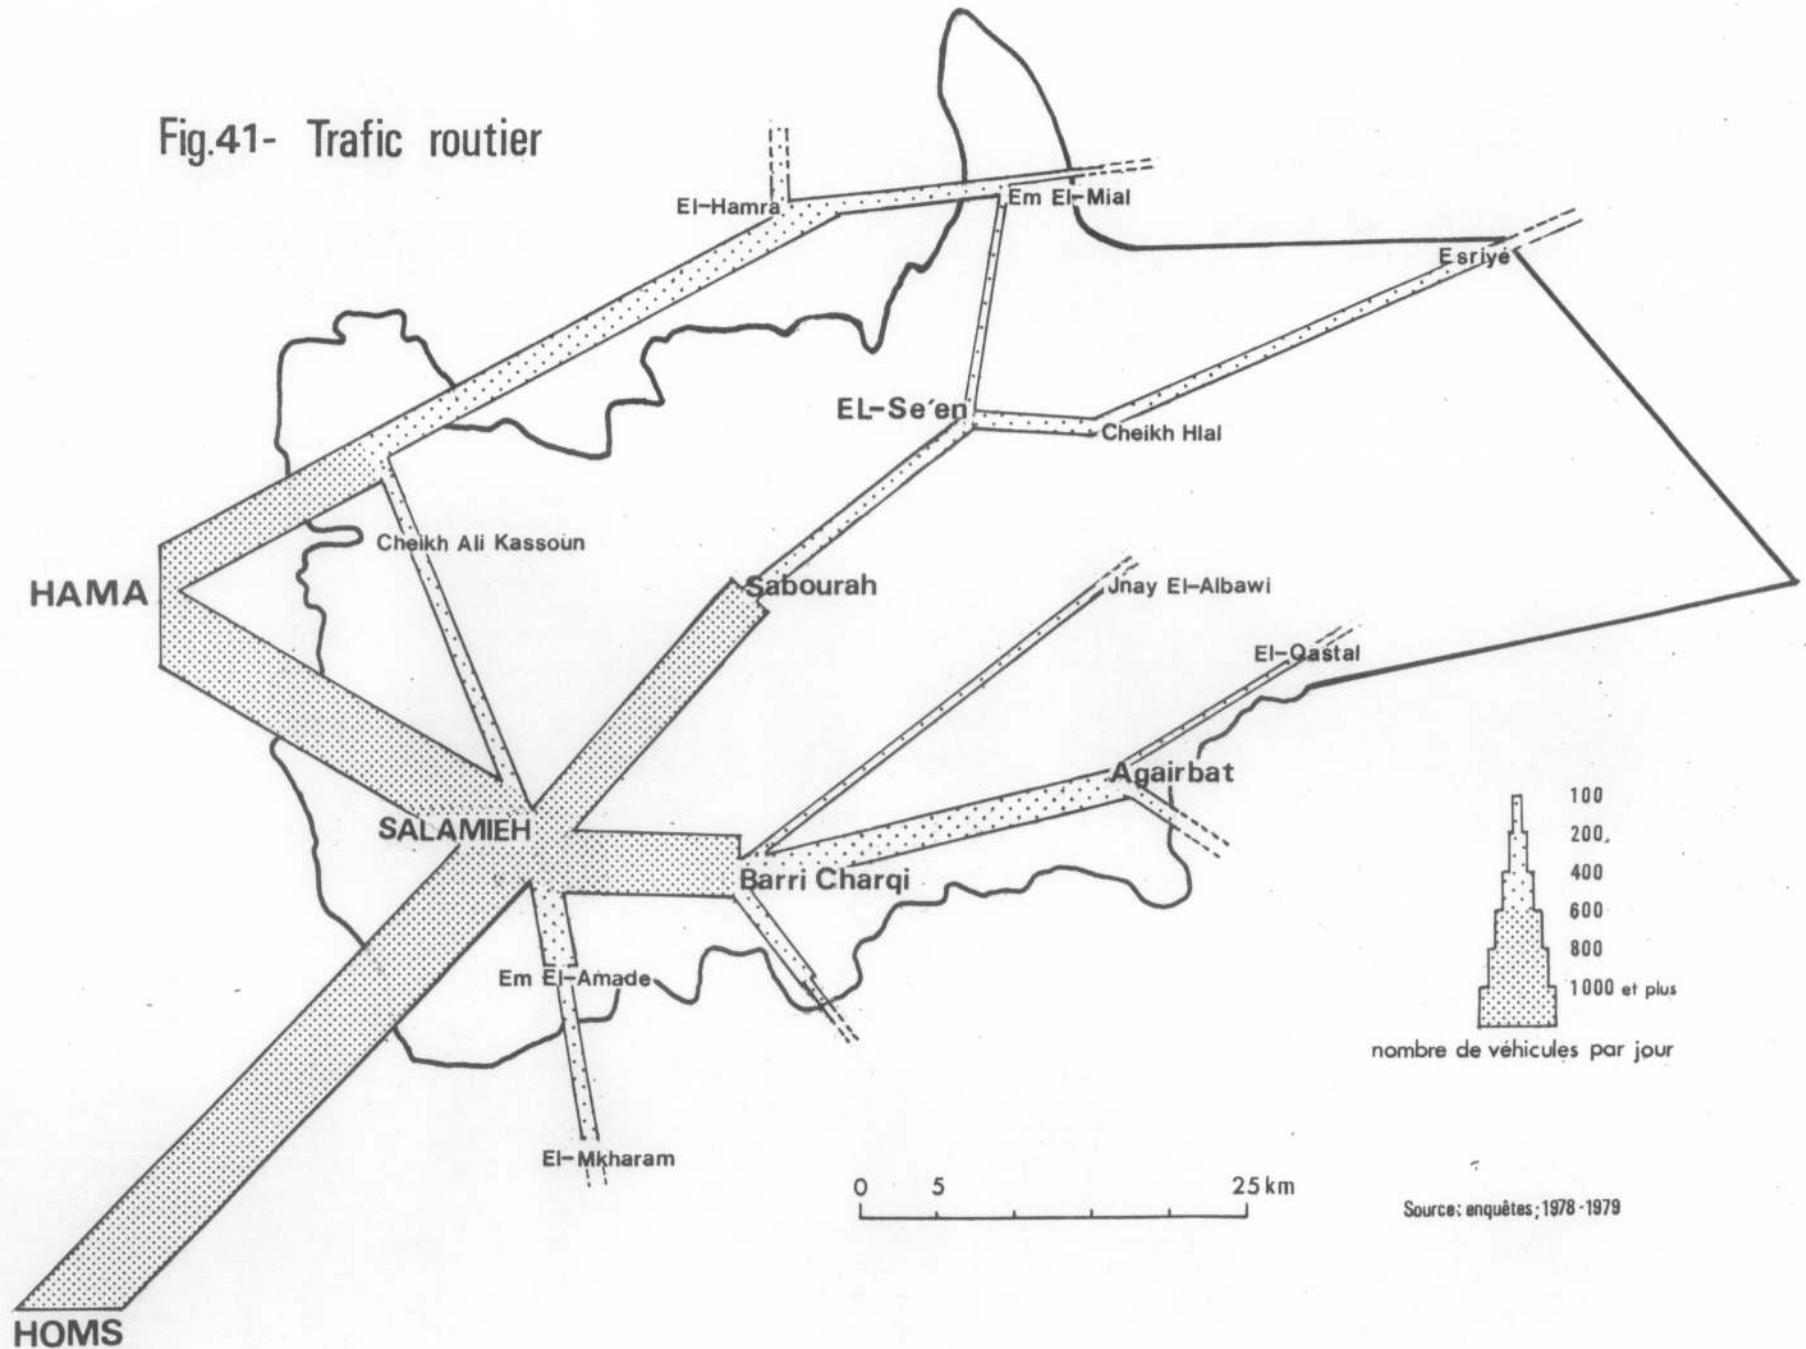 Fig.41- Trafic routier
El-Hamra
Em El-Mial
Esriyé
EL-Se'en
Cheikh Hlal
Cheikh Ali Kassoun
HAMA
Sabourah
Jnay El-Albawi
El-Qastal
Agairbat
SALAMIEH
Barri Charqi
Em El-Amade
El-Mkharam
HOMS
100
200,
400
600
800
1000 et plus
nombre de véhicules par jour
0 5 25 km
Source: enquêtes; 1978-1979